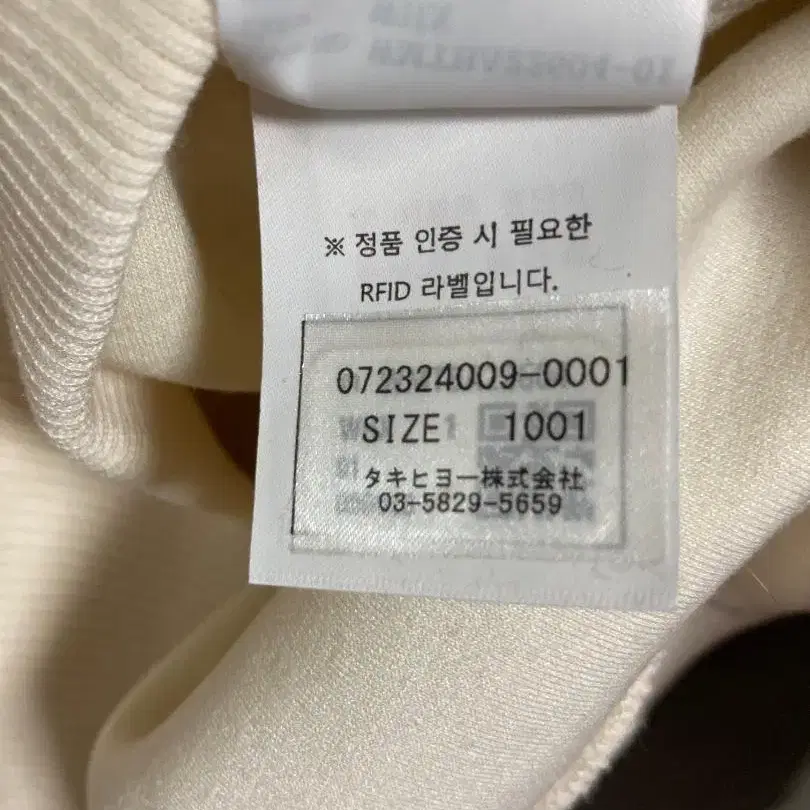 ※ 정품 인증 시 필요한
RFID 라벨입니다.
072324009-0001
SIZE 1001
タキヒヨー株式会社
03-5829-5659